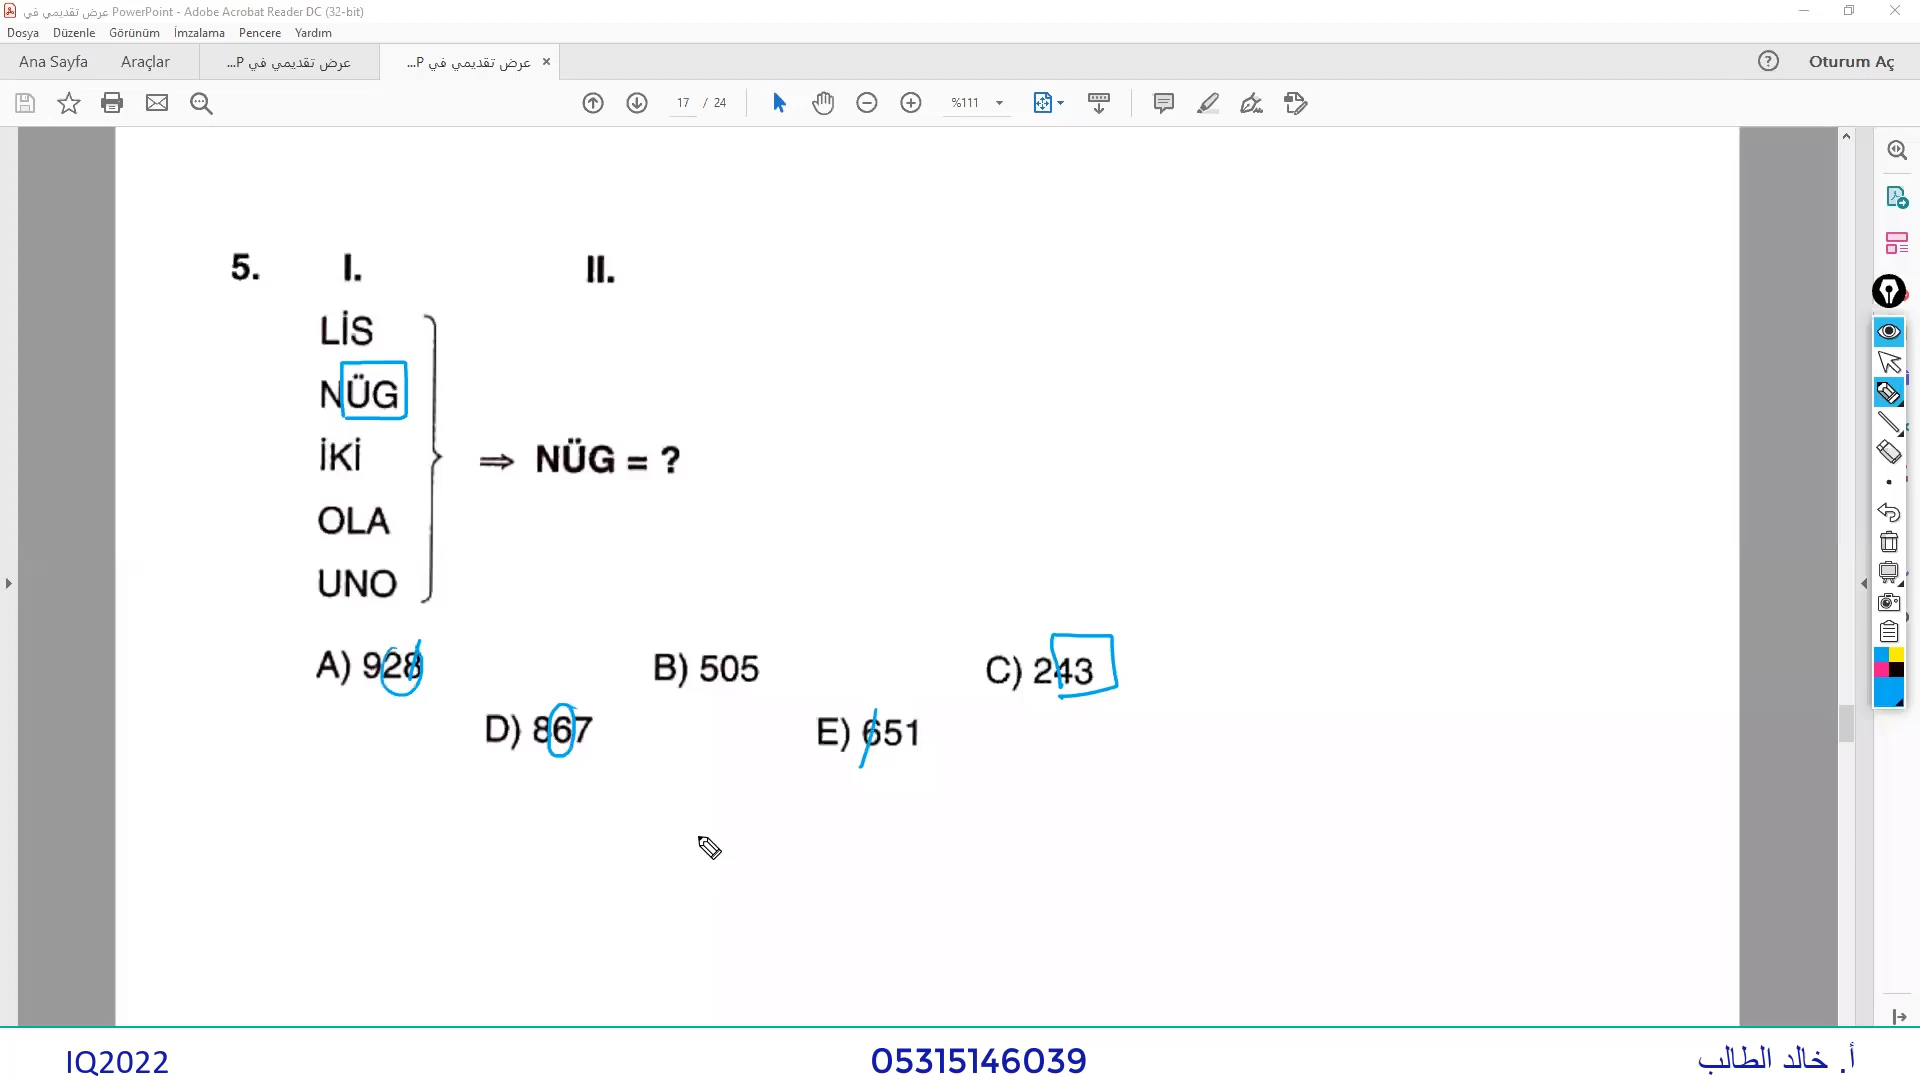 عرض تقديمي في PowerPoint - Adobe Acrobat Reader DC (32-bit)
Dosya Düzenle Görünüm İmzalama Pencere Yardım
Ana Sayfa Araçlar عرض تقديمي في P... عرض تقديمي في P... × ? Oturum Aç
17 / 24 %111
5. I. II.
LİS
NÜG
İKİ
⇒ NÜG = ?
OLA
UNO
A) 928 B) 505 C) 243
D) 867 E) 651
IQ2022 05315146039 أ. خالد الطالب